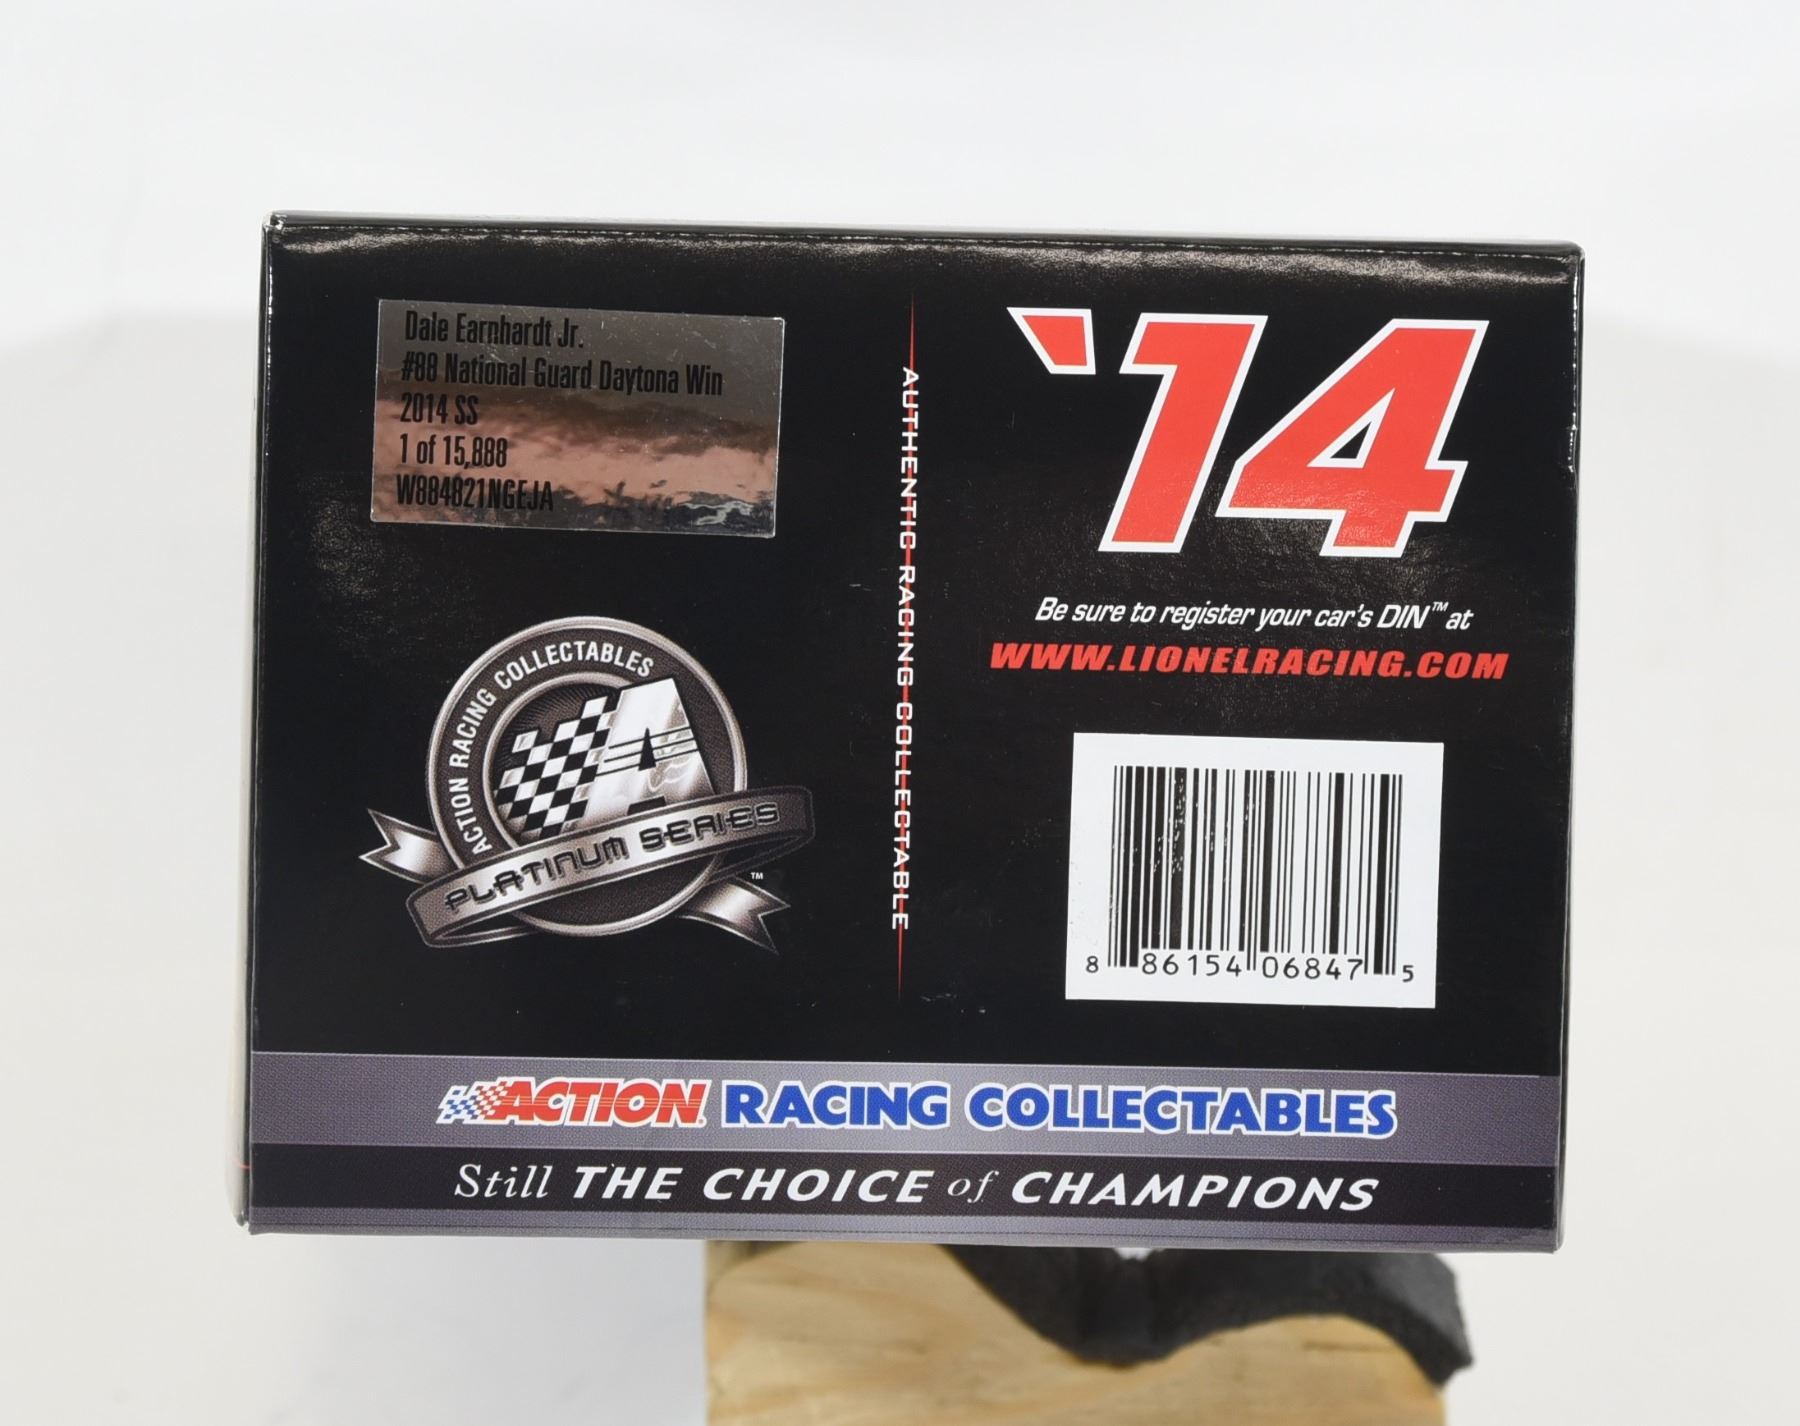 Dale Earnhardt Jr.
#88 National Guard Daytona Win
2014 SS
1 of 15,888
W884821NGEJA
ACTION RACING COLLECTABLES
A
PLATINUM SERIES
TM
AUTHENTIC RACING COLLECTABLE
'14
Be sure to register your car's DIN™ at
WWW.LIONELRACING.COM
8 86154 06847 5
ACTION RACING COLLECTABLES
Still THE CHOICE of CHAMPIONS